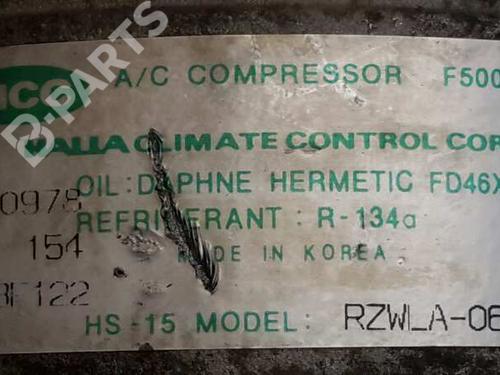 B-PARTS
A/C COMPRESSOR F500
CLIMATE CONTROL COR
OIL: DAPHNE HERMETIC FD46X
0978
REFRIGERANT : R-134a
154
MADE IN KOREA
F122
HS-15 MODEL: RZWLA-06